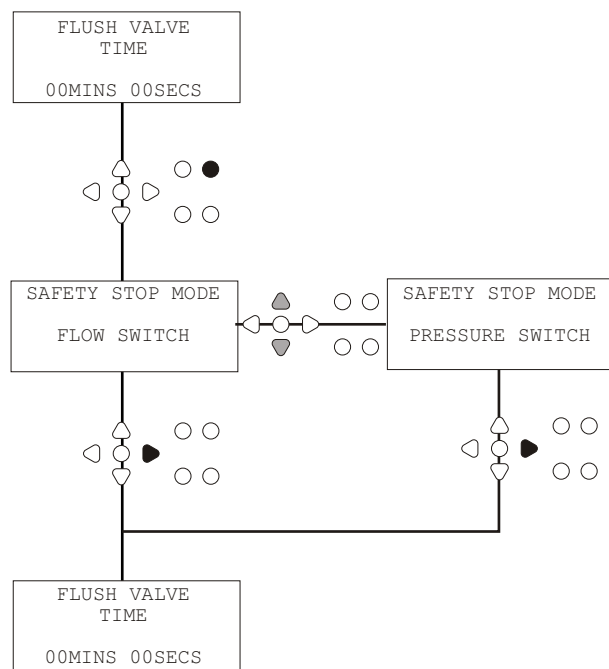 FLUSH VALVE
TIME
00MINS 00SECS
SAFETY STOP MODE
FLOW SWITCH
SAFETY STOP MODE
PRESSURE SWITCH
FLUSH VALVE
TIME
00MINS 00SECS